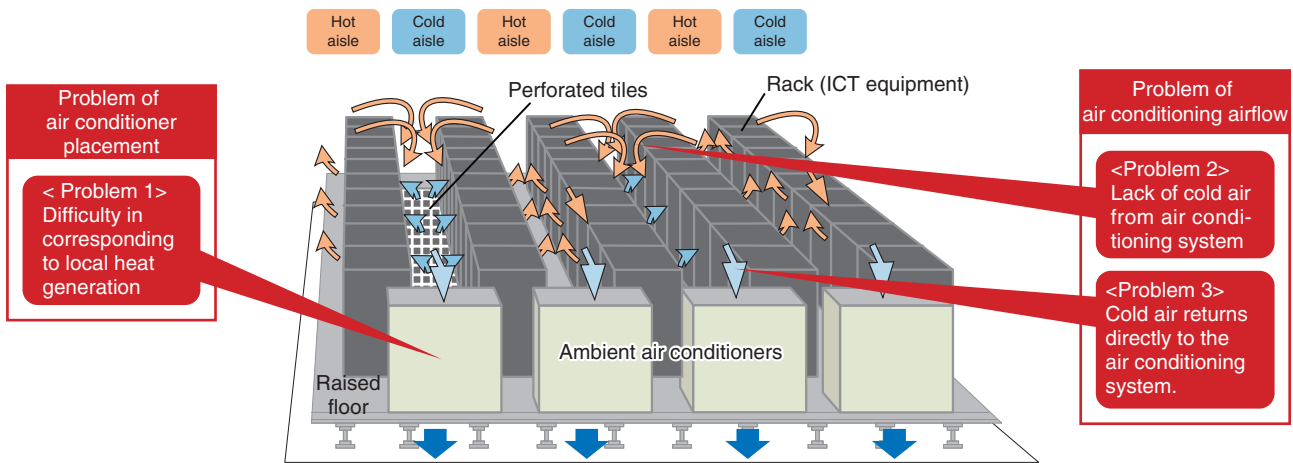 Hot
aisle
Cold
aisle
Hot
aisle
Cold
aisle
Hot
aisle
Cold
aisle
Problem of
air conditioner
placement
< Problem 1>
Difficulty in
corresponding
to local heat
generation
Perforated tiles
Rack (ICT equipment)
Ambient air conditioners
Raised
floor
Problem of
air conditioning airflow
<Problem 2>
Lack of cold air
from air condi-
tioning system
<Problem 3>
Cold air returns
directly to the
air conditioning
system.